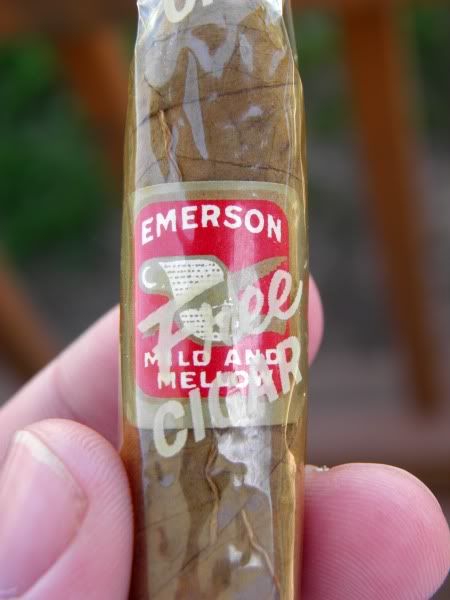 EMERSON
Free
MILD AND
MELLOW
CIGAR